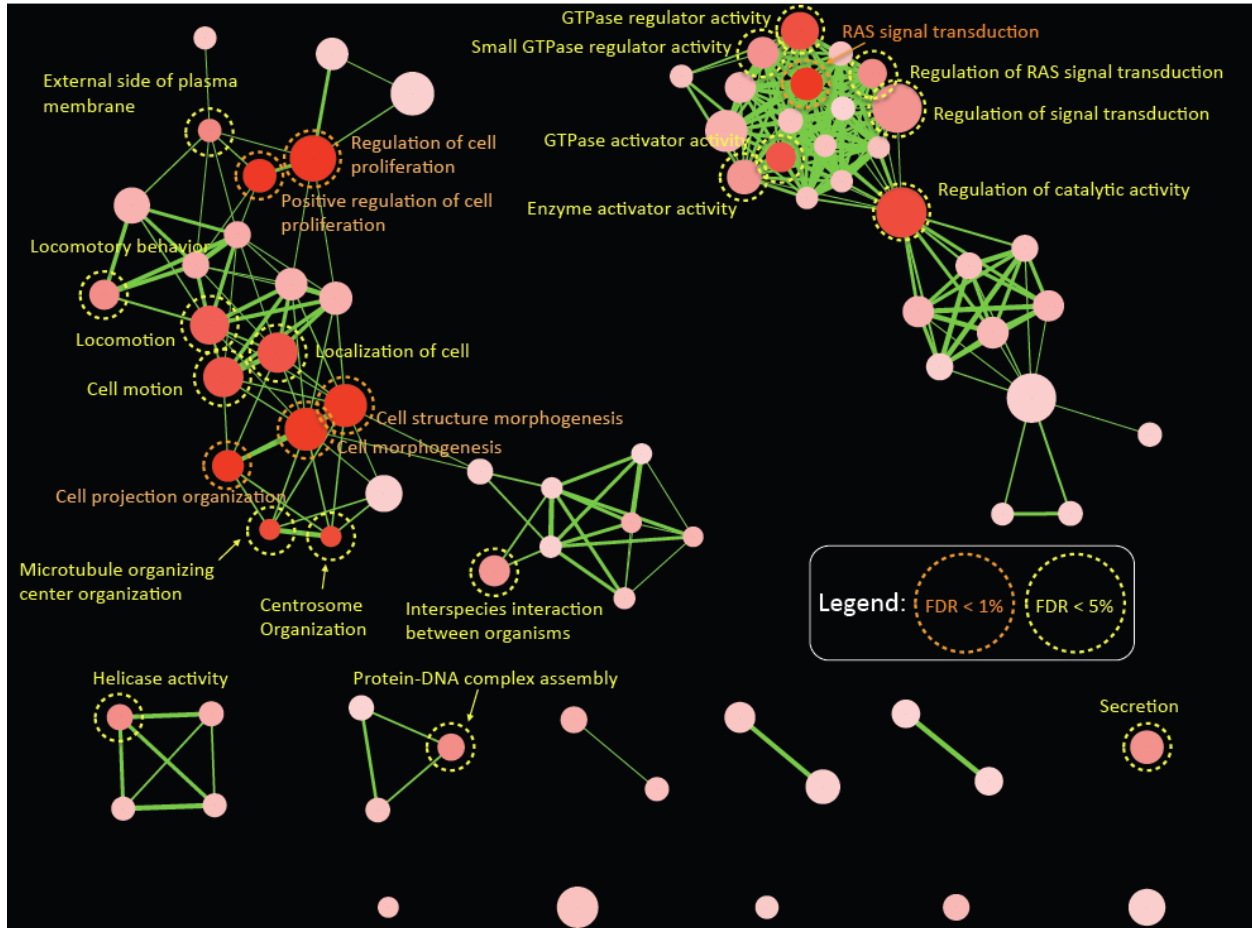 GTPase regulator activity
RAS signal transduction
Small GTPase regulator activity
External side of plasma
membrane
Regulation of RAS signal transduction
Regulation of signal transduction
GTPase activator activity
Regulation of cell
proliferation
Positive regulation of cell
proliferation
Enzyme activator activity
Regulation of catalytic activity
Locomotory behavior
Locomotion
Localization of cell
Cell motion
Cell structure morphogenesis
Cell morphogenesis
Cell projection organization
Microtubule organizing
center organization
Centrosome
Organization
Interspecies interaction
between organisms
Legend:
FDR < 1%
FDR < 5%
Helicase activity
Protein-DNA complex assembly
Secretion